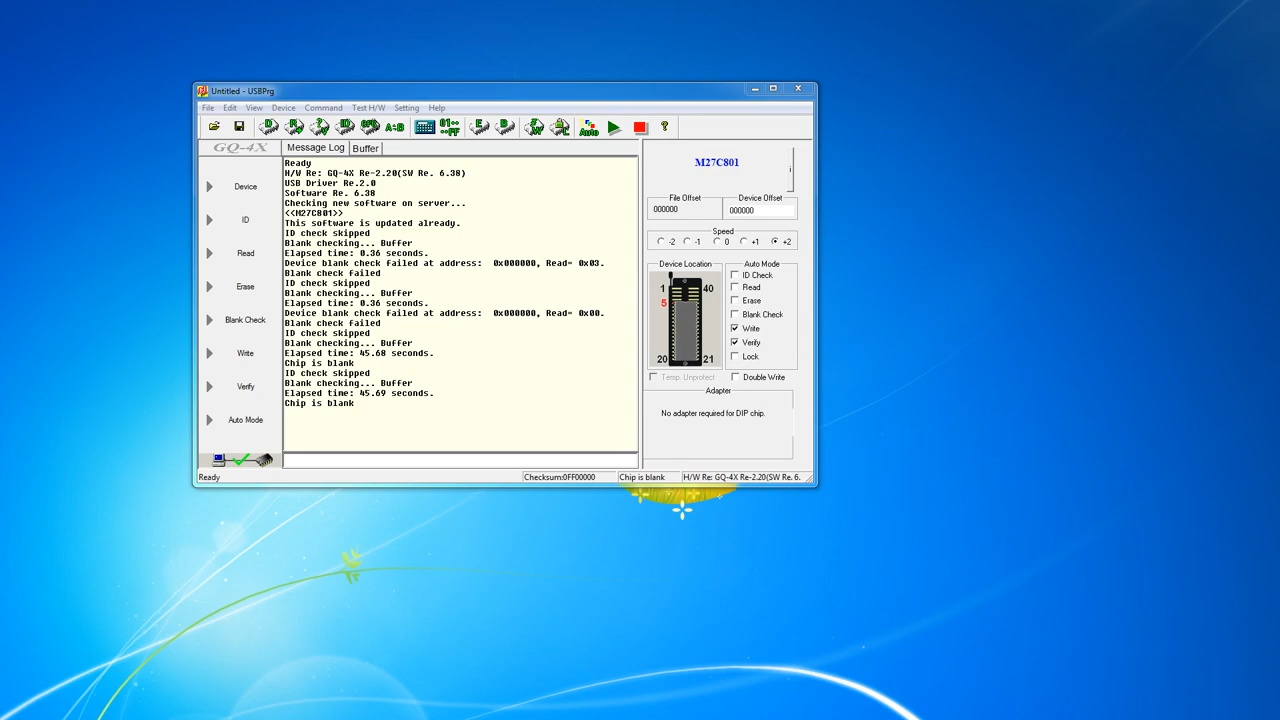 Untitled - USBPrg
File Edit View Device Command Test H/W Setting Help
Auto
GQ-4X
Message Log Buffer
Device
ID
Read
Erase
Blank Check
Write
Verify
Auto Mode
Ready
H/W Re: GQ-4X Re-2.20(SW Re. 6.38)
USB Driver Re.2.0
Software Re. 6.38
Checking new software on server...
<<M27C801>>
This software is updated already.
ID check skipped
Blank checking... Buffer
Elapsed time: 0.36 seconds.
Device blank check failed at address: 0x000000, Read= 0x03.
Blank check failed
ID check skipped
Blank checking... Buffer
Elapsed time: 0.36 seconds.
Device blank check failed at address: 0x000000, Read= 0x00.
Blank check failed
ID check skipped
Blank checking... Buffer
Elapsed time: 45.68 seconds.
Chip is blank
ID check skipped
Blank checking... Buffer
Elapsed time: 45.69 seconds.
Chip is blank
M27C801
i
File Offset Device Offset
000000 000000
Speed
-2 -1 0 +1 +2
Device Location
1 40
5
20 21
Auto Mode
ID Check
Read
Erase
Blank Check
Write
Verify
Lock
Temp. Unprotect Double Write
Adapter
No adapter required for DIP chip.
Ready Checksum:0FF00000 Chip is blank H/W Re: GQ-4X Re-2.20(SW Re. 6.